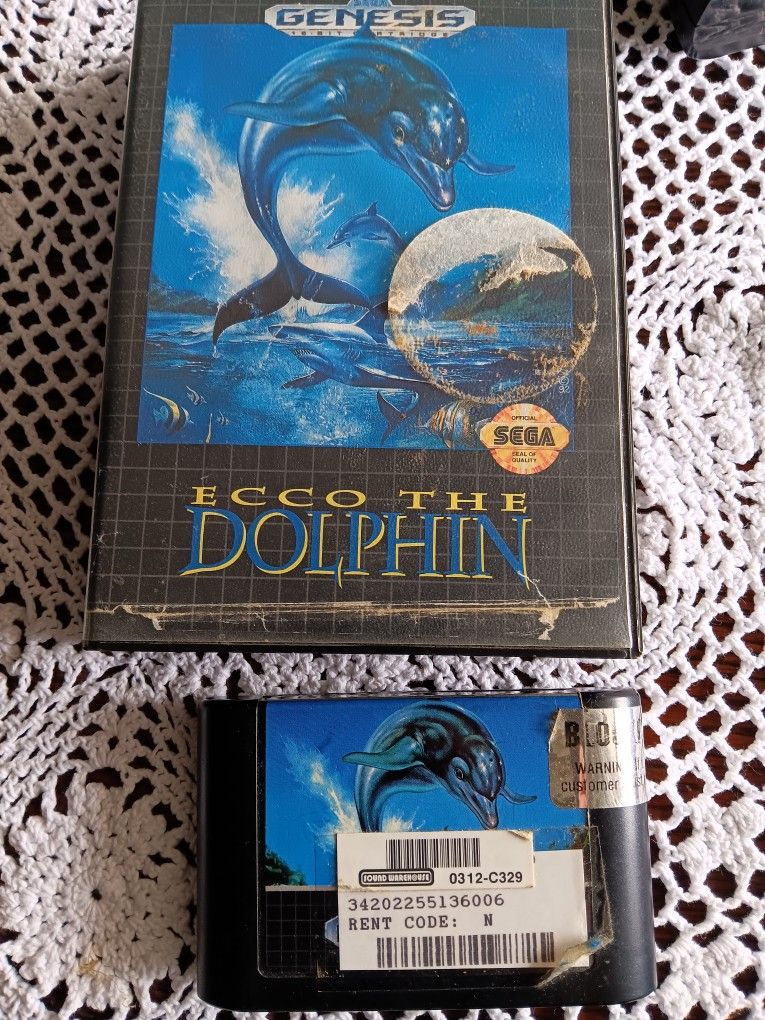 GENESIS
16-BIT CARTRIDGE
OFFICIAL
SEGA
SEAL OF
QUALITY
ECCO THE
DOLPHIN
WARNIN
customer
SOUND WAREHOUSE 0312-C329
34202255136006
RENT CODE: N